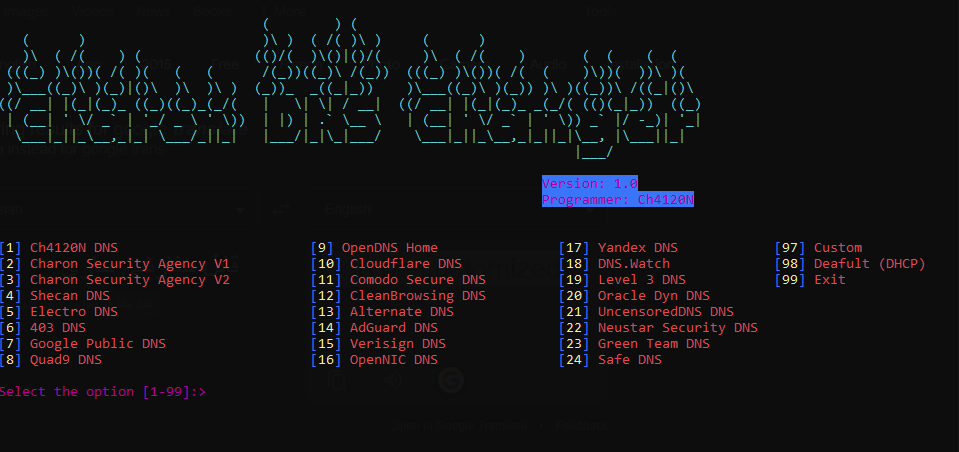 Charon DNS Changer
Version: 1.0
Programmer: Ch4120N
[1] Ch4120N DNS [9] OpenDNS Home [17] Yandex DNS [97] Custom
[2] Charon Security Agency V1 [10] Cloudflare DNS [18] DNS.Watch [98] Deafult (DHCP)
[3] Charon Security Agency V2 [11] Comodo Secure DNS [19] Level 3 DNS [99] Exit
[4] Shecan DNS [12] CleanBrowsing DNS [20] Oracle Dyn DNS
[5] Electro DNS [13] Alternate DNS [21] UncensoredDNS DNS
[6] 403 DNS [14] AdGuard DNS [22] Neustar Security DNS
[7] Google Public DNS [15] Verisign DNS [23] Green Team DNS
[8] Quad9 DNS [16] OpenNIC DNS [24] Safe DNS
Select the option [1-99]:>